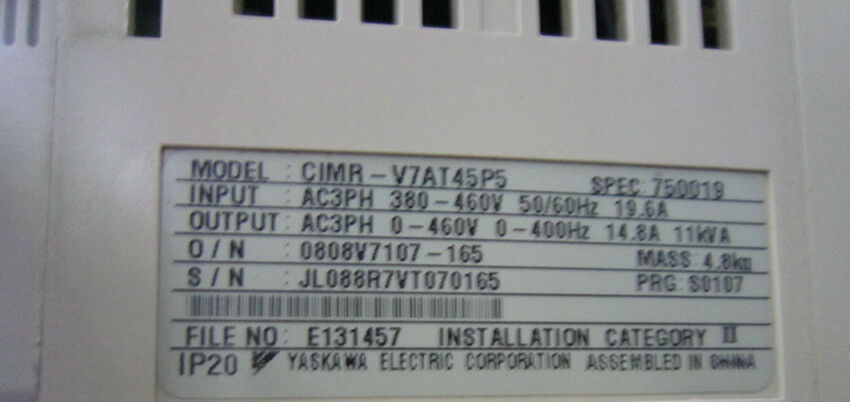 MODEL : CIMR-V7AT45P5 SPEC: 750019
INPUT : AC3PH 380-460V 50/60Hz 19.6A
OUTPUT : AC3PH 0-460V 0-400Hz 14.8A 11kVA
O/N : 0808V7107-165 MASS: 4.8kg
S/N : JL088R7VT070165 PRG: S0107
FILE NO: E131457 INSTALLATION CATEGORY II
IP20 YASKAWA ELECTRIC CORPORATION ASSEMBLED IN CHINA